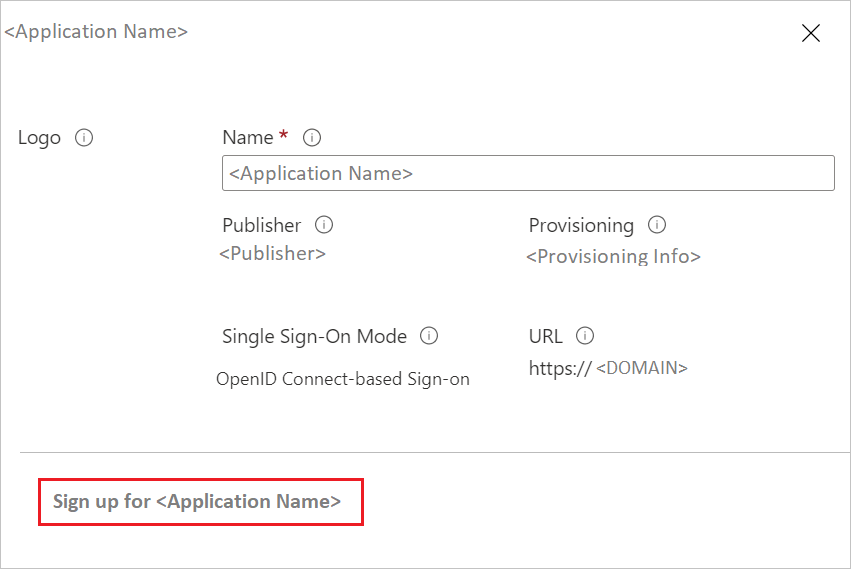 <Application Name>
Logo
Name *
<Application Name>
Publisher
Provisioning
<Publisher>
<Provisioning Info>
Single Sign-On Mode
URL
OpenID Connect-based Sign-on
https:// <DOMAIN>
Sign up for <Application Name>